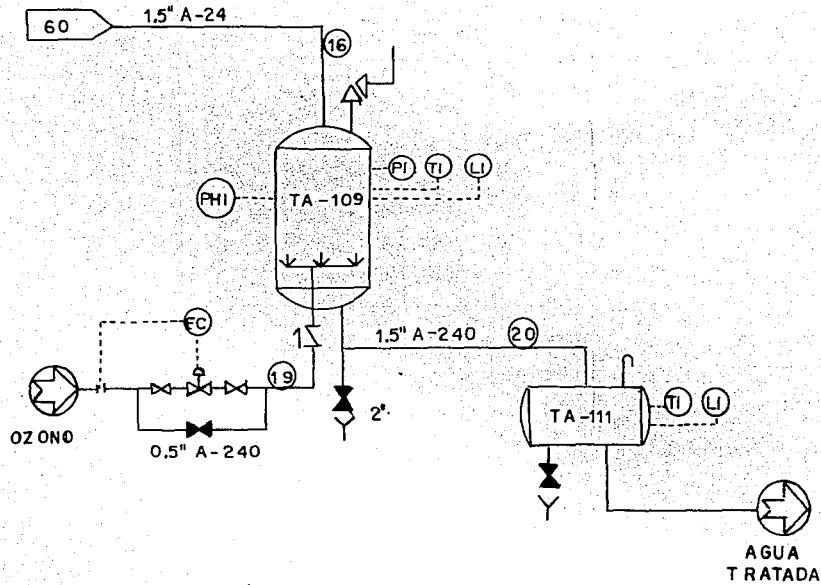 60
1.5" A-24
16
PI
TI
LI
PHI
TA-109
FC
1
19
1.5" A-240
20
2"
OZONO
0.5" A-240
TA-111
TI
LI
AGUA
TRATADA